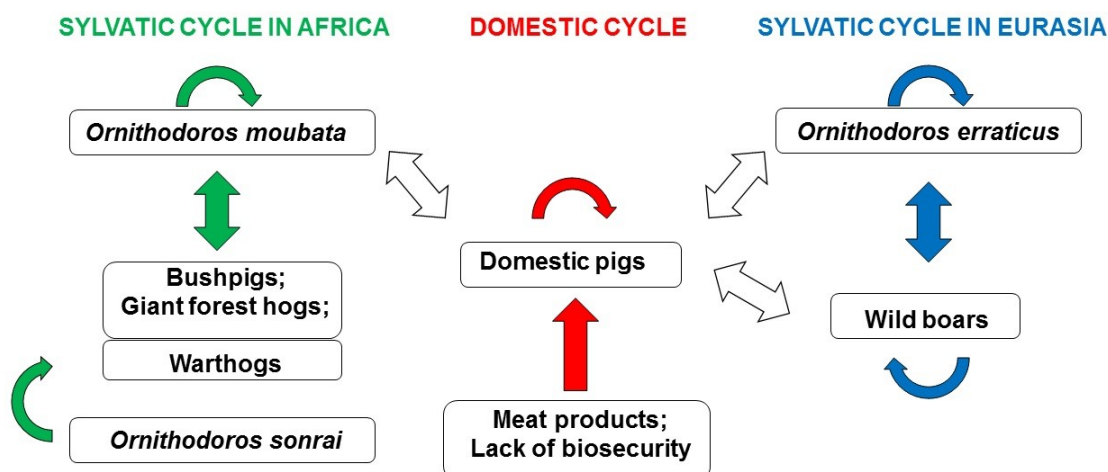 SYLVATIC CYCLE IN AFRICA
DOMESTIC CYCLE
SYLVATIC CYCLE IN EURASIA
Ornithodoros moubata
Ornithodoros erraticus
Domestic pigs
Bushpigs;
Giant forest hogs;
Warthogs
Wild boars
Ornithodoros sonrai
Meat products;
Lack of biosecurity